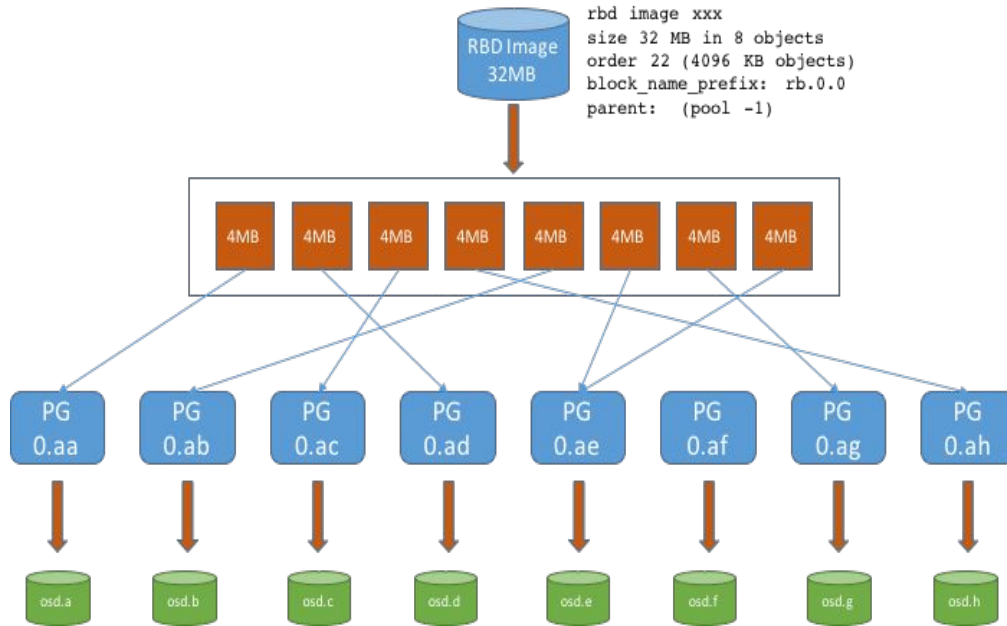 RBD Image
32MB
rbd image xxx
size 32 MB in 8 objects
order 22 (4096 KB objects)
block_name_prefix: rb.0.0
parent: (pool -1)
4MB
4MB
4MB
4MB
4MB
4MB
4MB
4MB
PG
0.aa
PG
0.ab
PG
0.ac
PG
0.ad
PG
0.ae
PG
0.af
PG
0.ag
PG
0.ah
osd.a
osd.b
osd.c
osd.d
osd.e
osd.f
osd.g
osd.h